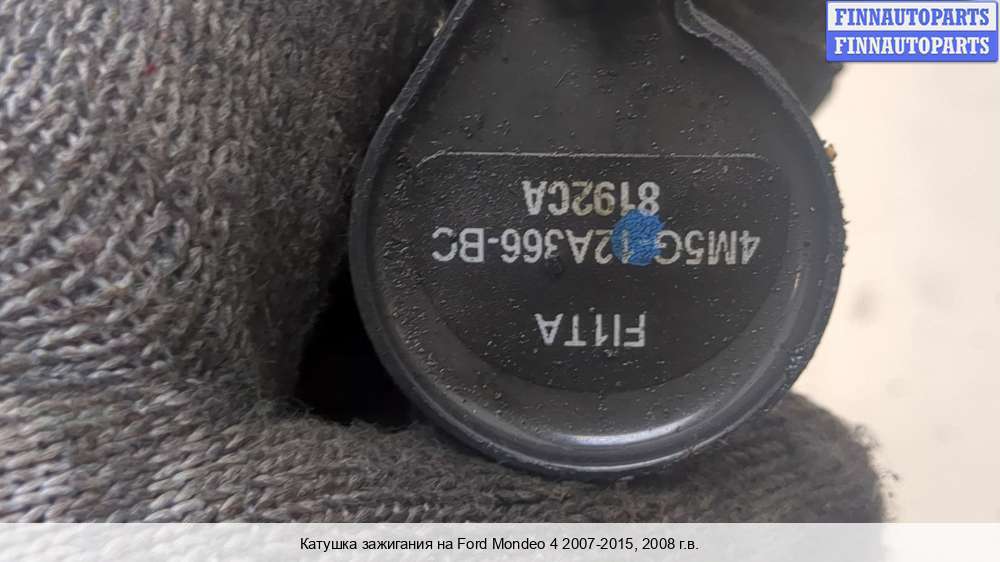 FINNAUTOPARTS
FINNAUTOPARTS
FI1TA
4M5G-12A366-BC
8192CA
Катушка зажигания на Ford Mondeo 4 2007-2015, 2008 г.в.